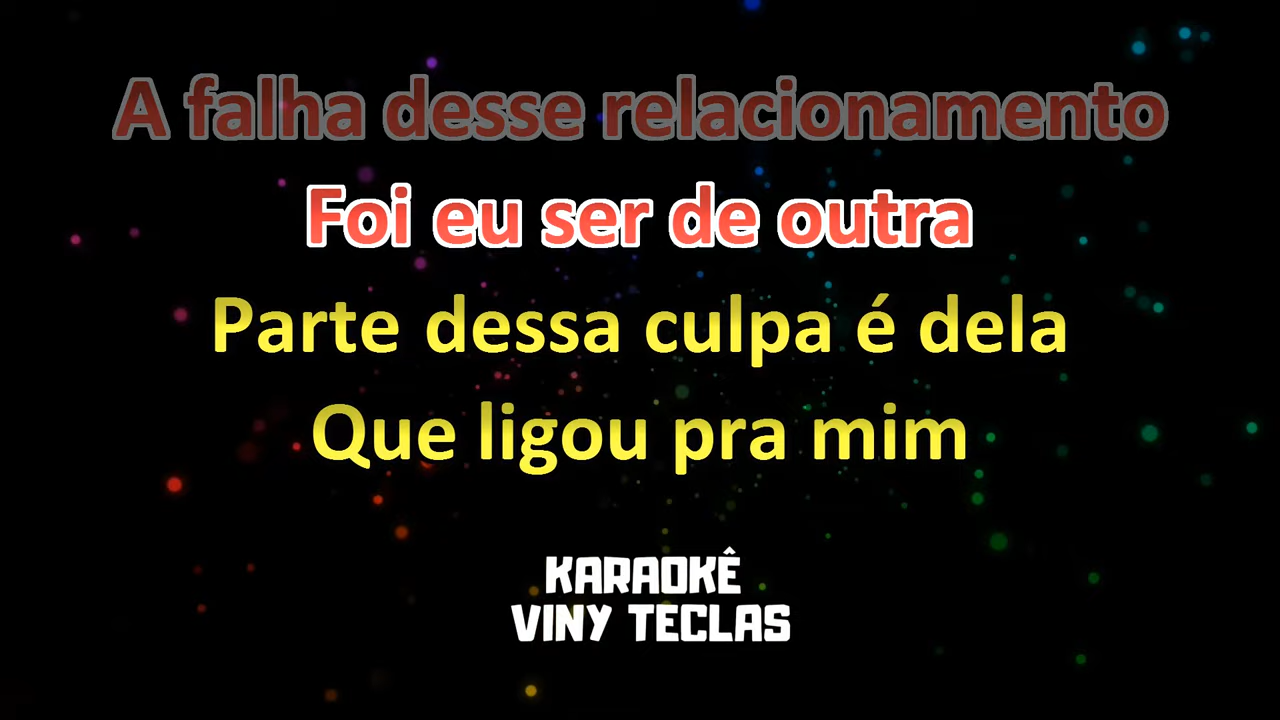 A falha desse relacionamento
Foi eu ser de outra
Parte dessa culpa é dela
Que ligou pra mim
KARAOKÊ
VINY TECLAS